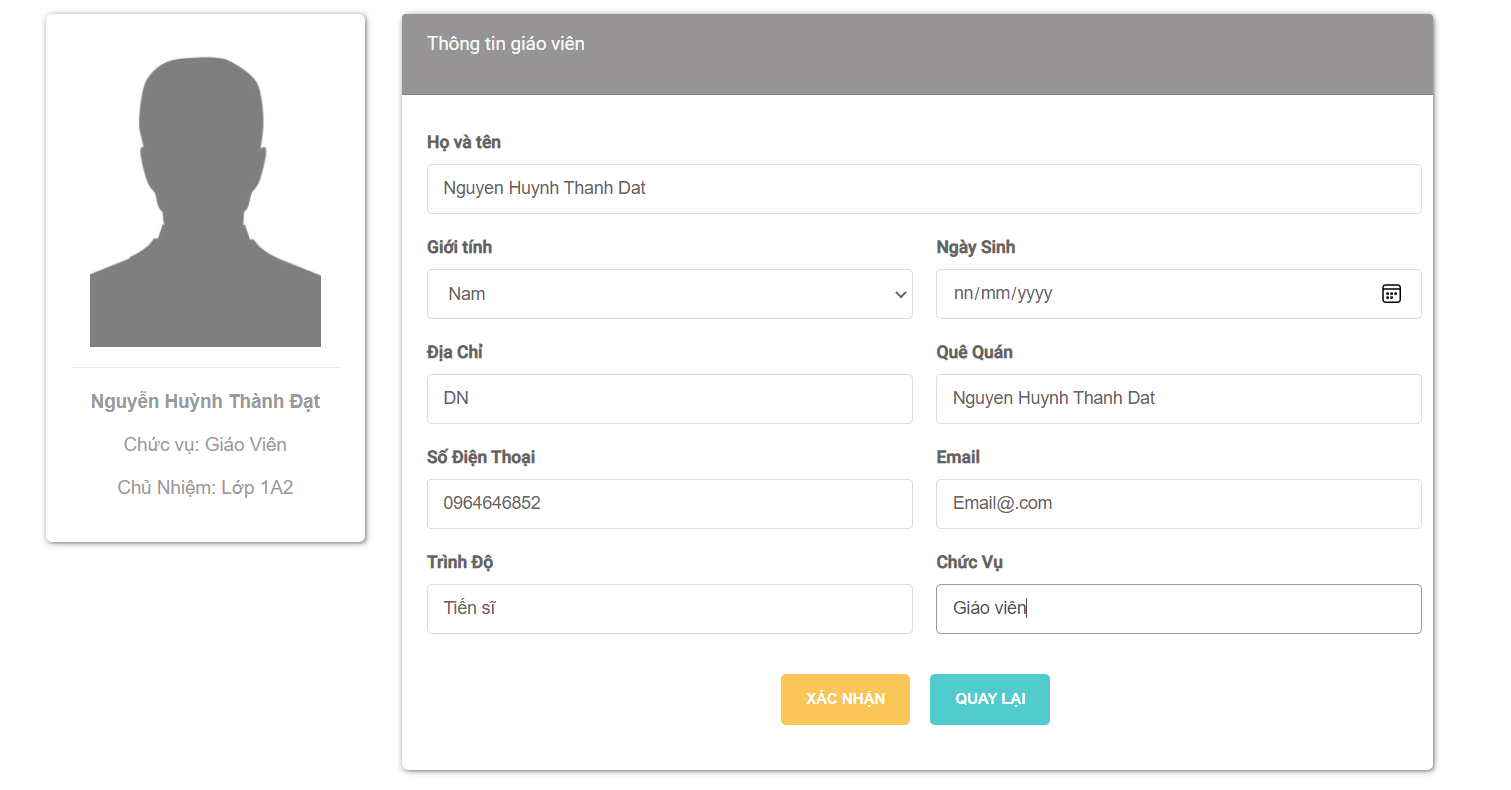 Nguyễn Huỳnh Thành Đạt
Chức vụ: Giáo Viên
Chủ Nhiệm: Lớp 1A2
Thông tin giáo viên
Họ và tên
Nguyen Huynh Thanh Dat
Giới tính
Nam
Ngày Sinh
nn/mm/yyyy
Địa Chỉ
DN
Quê Quán
Nguyen Huynh Thanh Dat
Số Điện Thoại
0964646852
Email
Email@.com
Trình Độ
Tiến sĩ
Chức Vụ
Giáo viên
XÁC NHẬN
QUAY LẠI